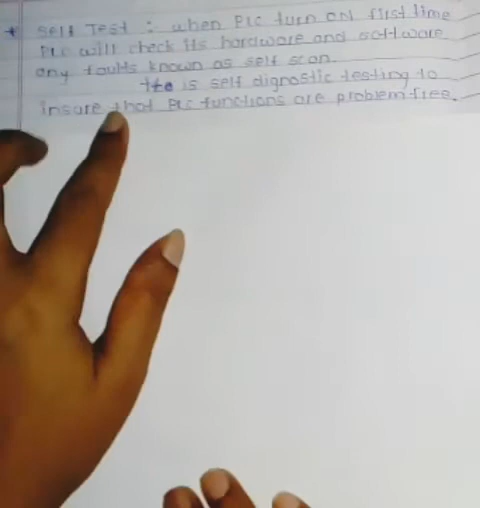 * Self Test : when PLC turn on first time
PLC will check its hardware and software
any faults known as self scan.
is self dignostic testing to
insure that PLC functions are problem free.